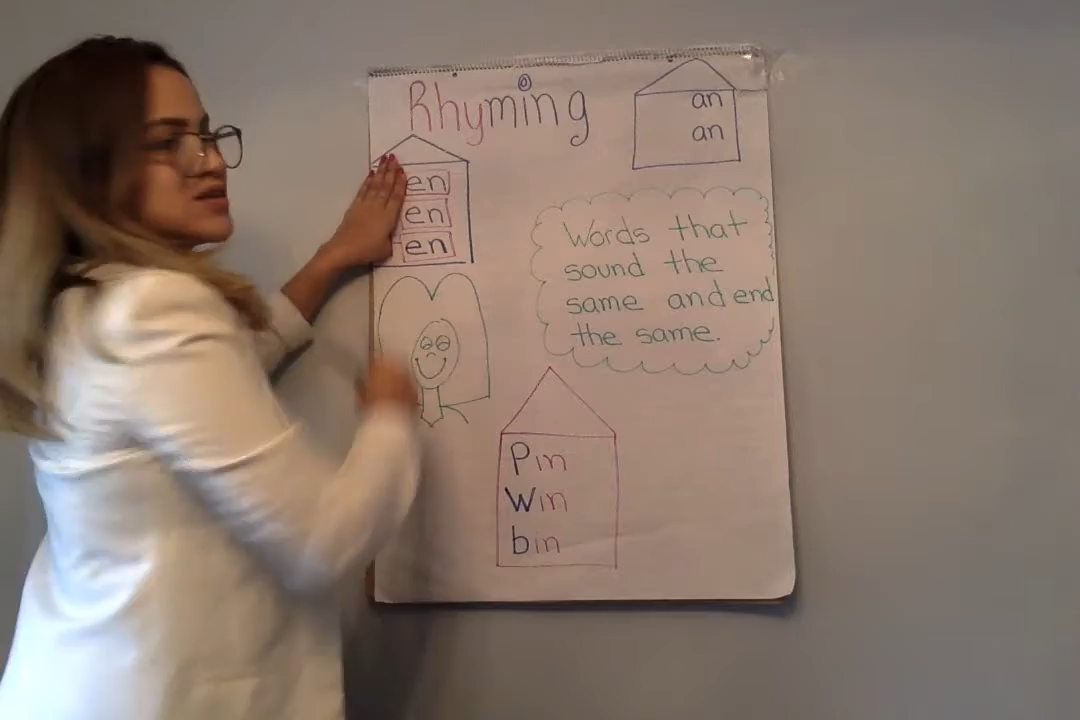 Rhyming
an
an
en
en
en
Words that
sound the
same and end
the same.
Pin
Win
bin